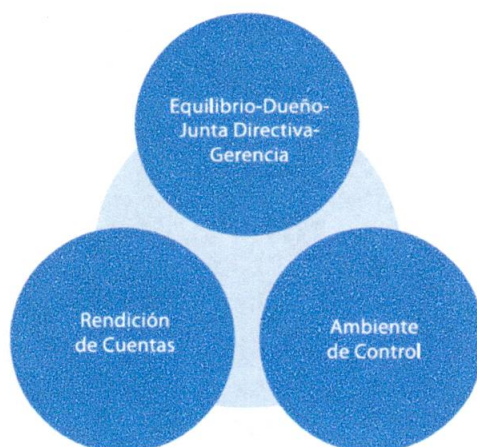 Equilibrio-Dueño-
Junta Directiva-
Gerencia
Rendición
de Cuentas
Ambiente
de Control